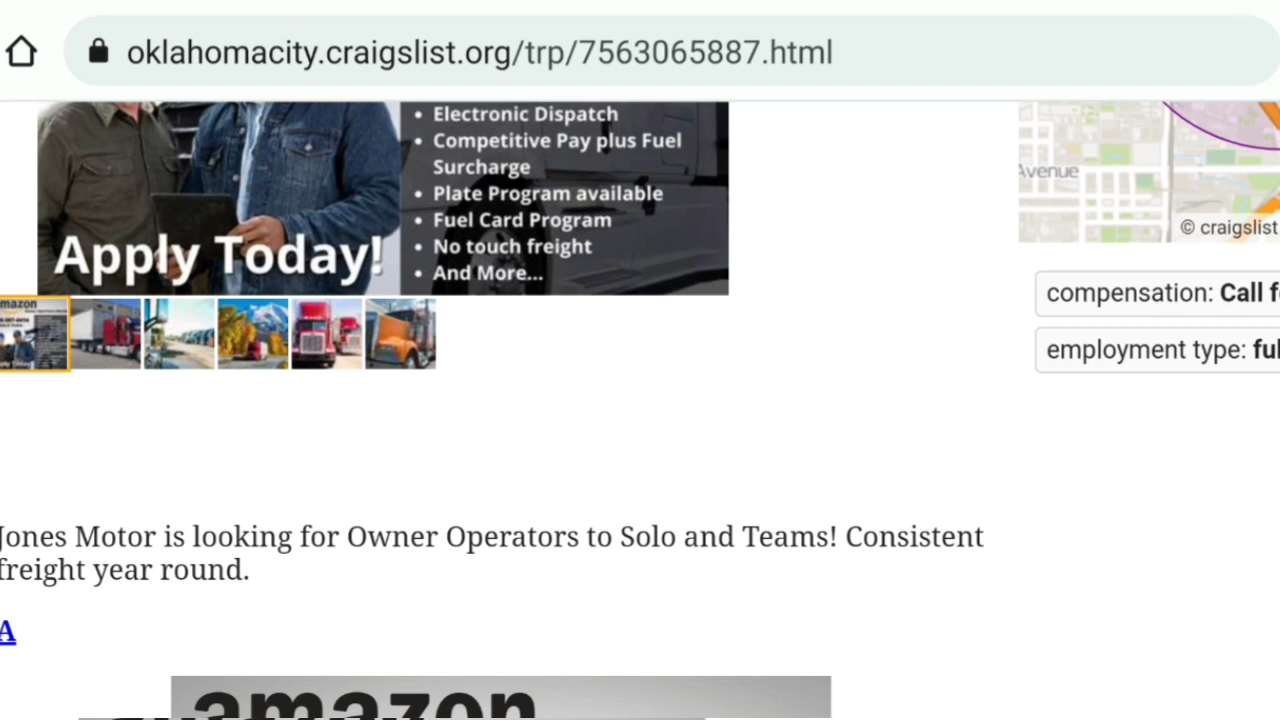 oklahomacity.craigslist.org/trp/7563065887.html
• Electronic Dispatch
• Competitive Pay plus Fuel
Surcharge
• Plate Program available
• Fuel Card Program
• No touch freight
• And More...
Apply Today!
Avenue
© craigslist
compensation: Call f
employment type: ful
Jones Motor is looking for Owner Operators to Solo and Teams! Consistent
freight year round.
A
amazon